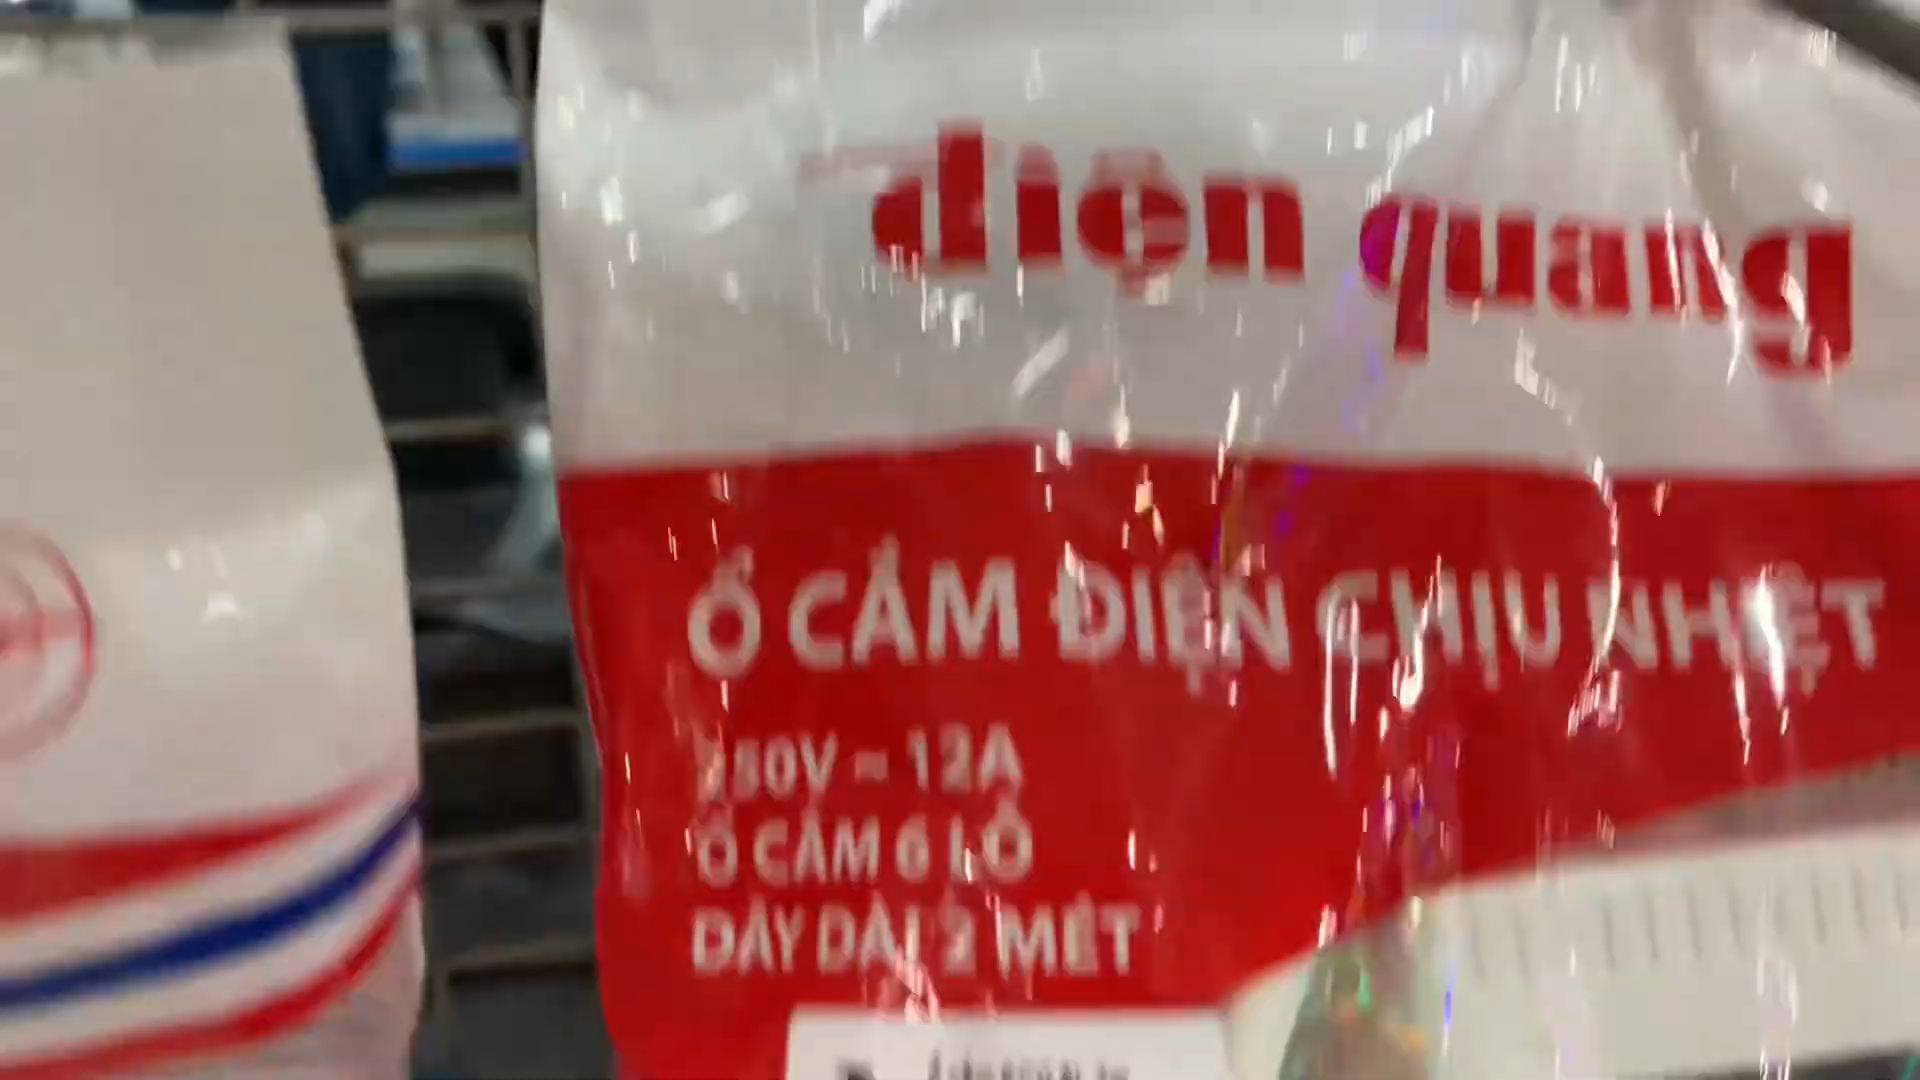 điện quang
Ổ CẮM ĐIỆN CHỊU NHIỆT
250V ~ 12A
Ổ CẮM 6 LỖ
DÂY DÀI 2 MÉT